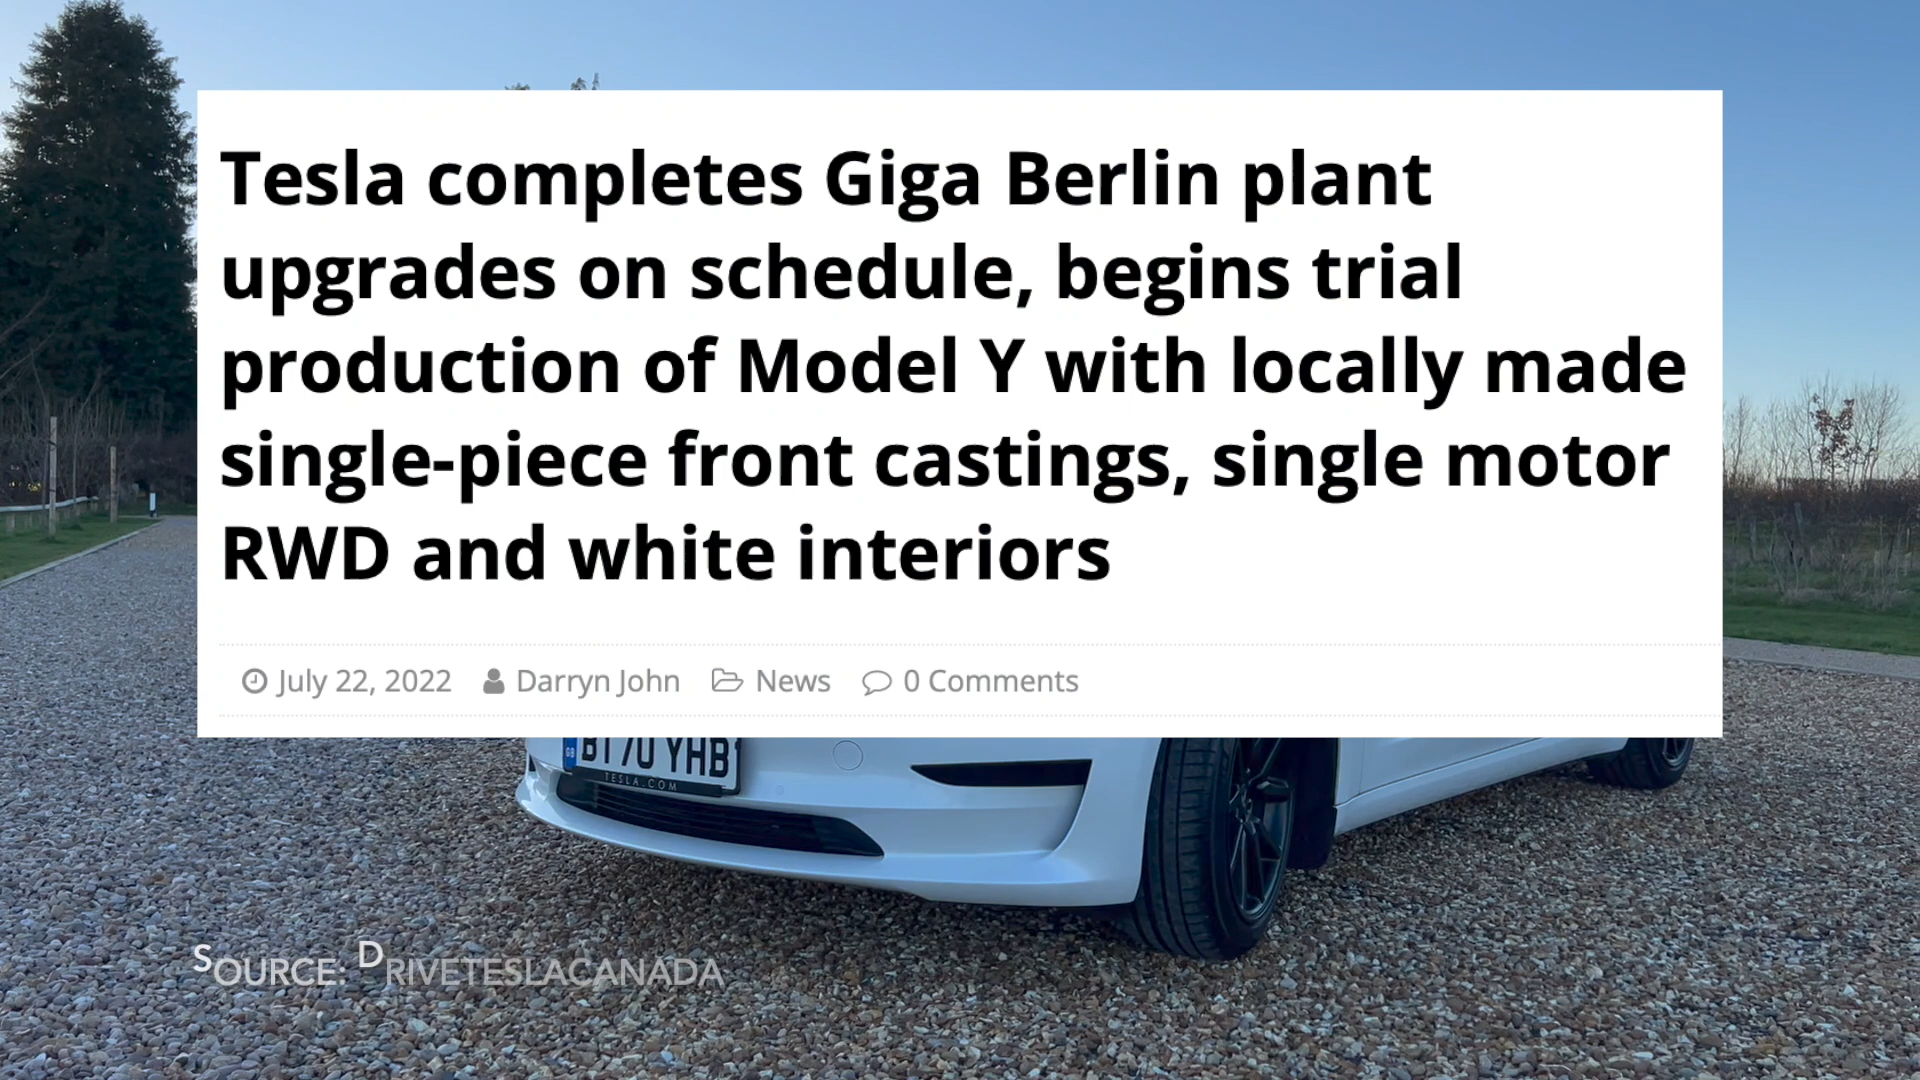 Tesla completes Giga Berlin plant
upgrades on schedule, begins trial
production of Model Y with locally made
single-piece front castings, single motor
RWD and white interiors
July 22, 2022 Darryn John News 0 Comments
GB BT70 YHB
TESLA.COM
SOURCE: DRIVETESLACANADA